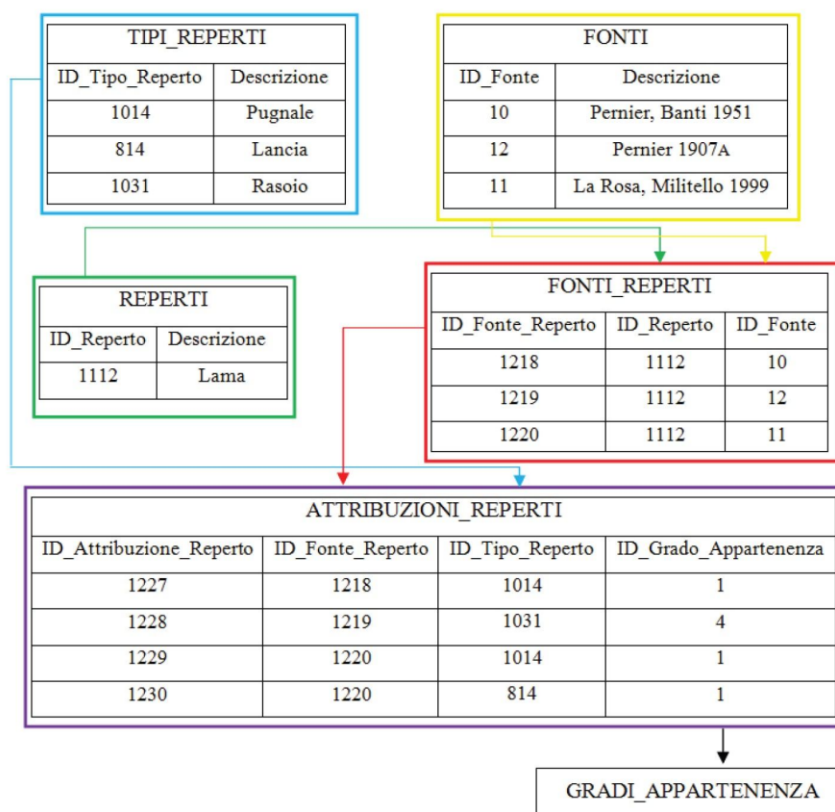 TIPI_REPERTI
ID_Tipo_Reperto Descrizione
1014 Pugnale
814 Lancia
1031 Rasoio
FONTI
ID_Fonte Descrizione
10 Pernier, Banti 1951
12 Pernier 1907A
11 La Rosa, Militello 1999
REPERTI
ID_Reperto Descrizione
1112 Lama
FONTI_REPERTI
ID_Fonte_Reperto ID_Reperto ID_Fonte
1218 1112 10
1219 1112 12
1220 1112 11
ATTRIBUZIONI_REPERTI
ID_Attribuzione_Reperto ID_Fonte_Reperto ID_Tipo_Reperto ID_Grado_Appartenenza
1227 1218 1014 1
1228 1219 1031 4
1229 1220 1014 1
1230 1220 814 1
GRADI_APPARTENENZA